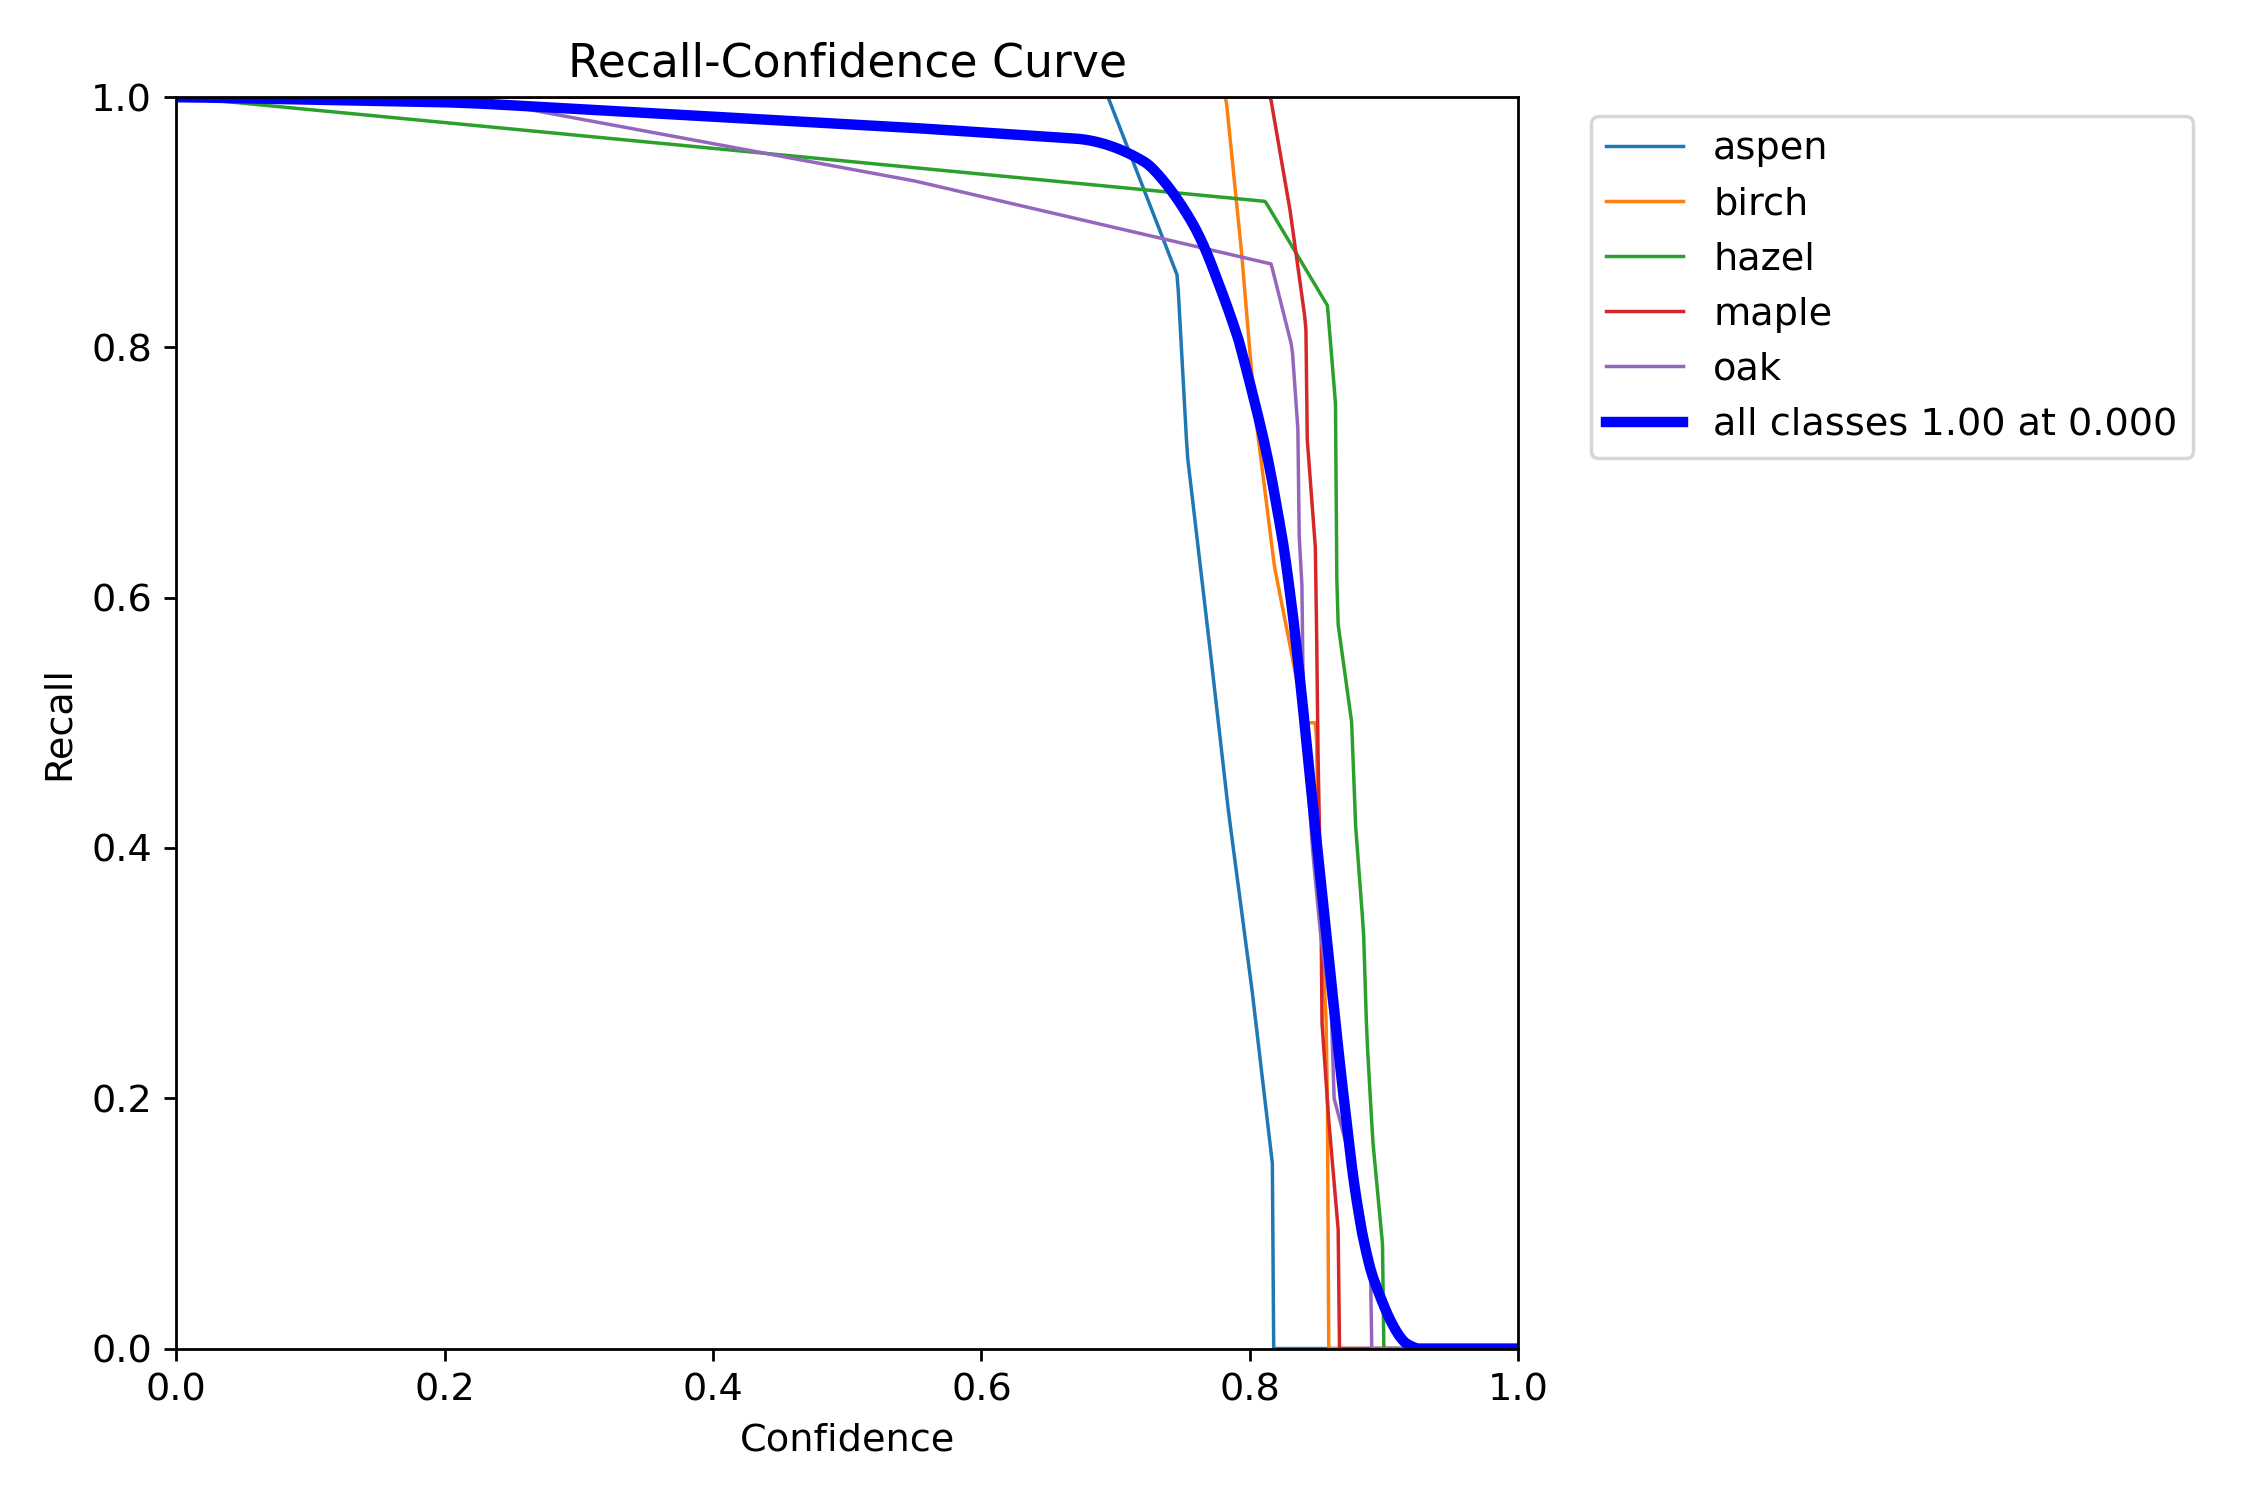 Recall-Confidence Curve
1.0
0.8
0.6
0.4
0.2
0.0
Recall
0.0 0.2 0.4 0.6 0.8 1.0
Confidence
aspen
birch
hazel
maple
oak
all classes 1.00 at 0.000